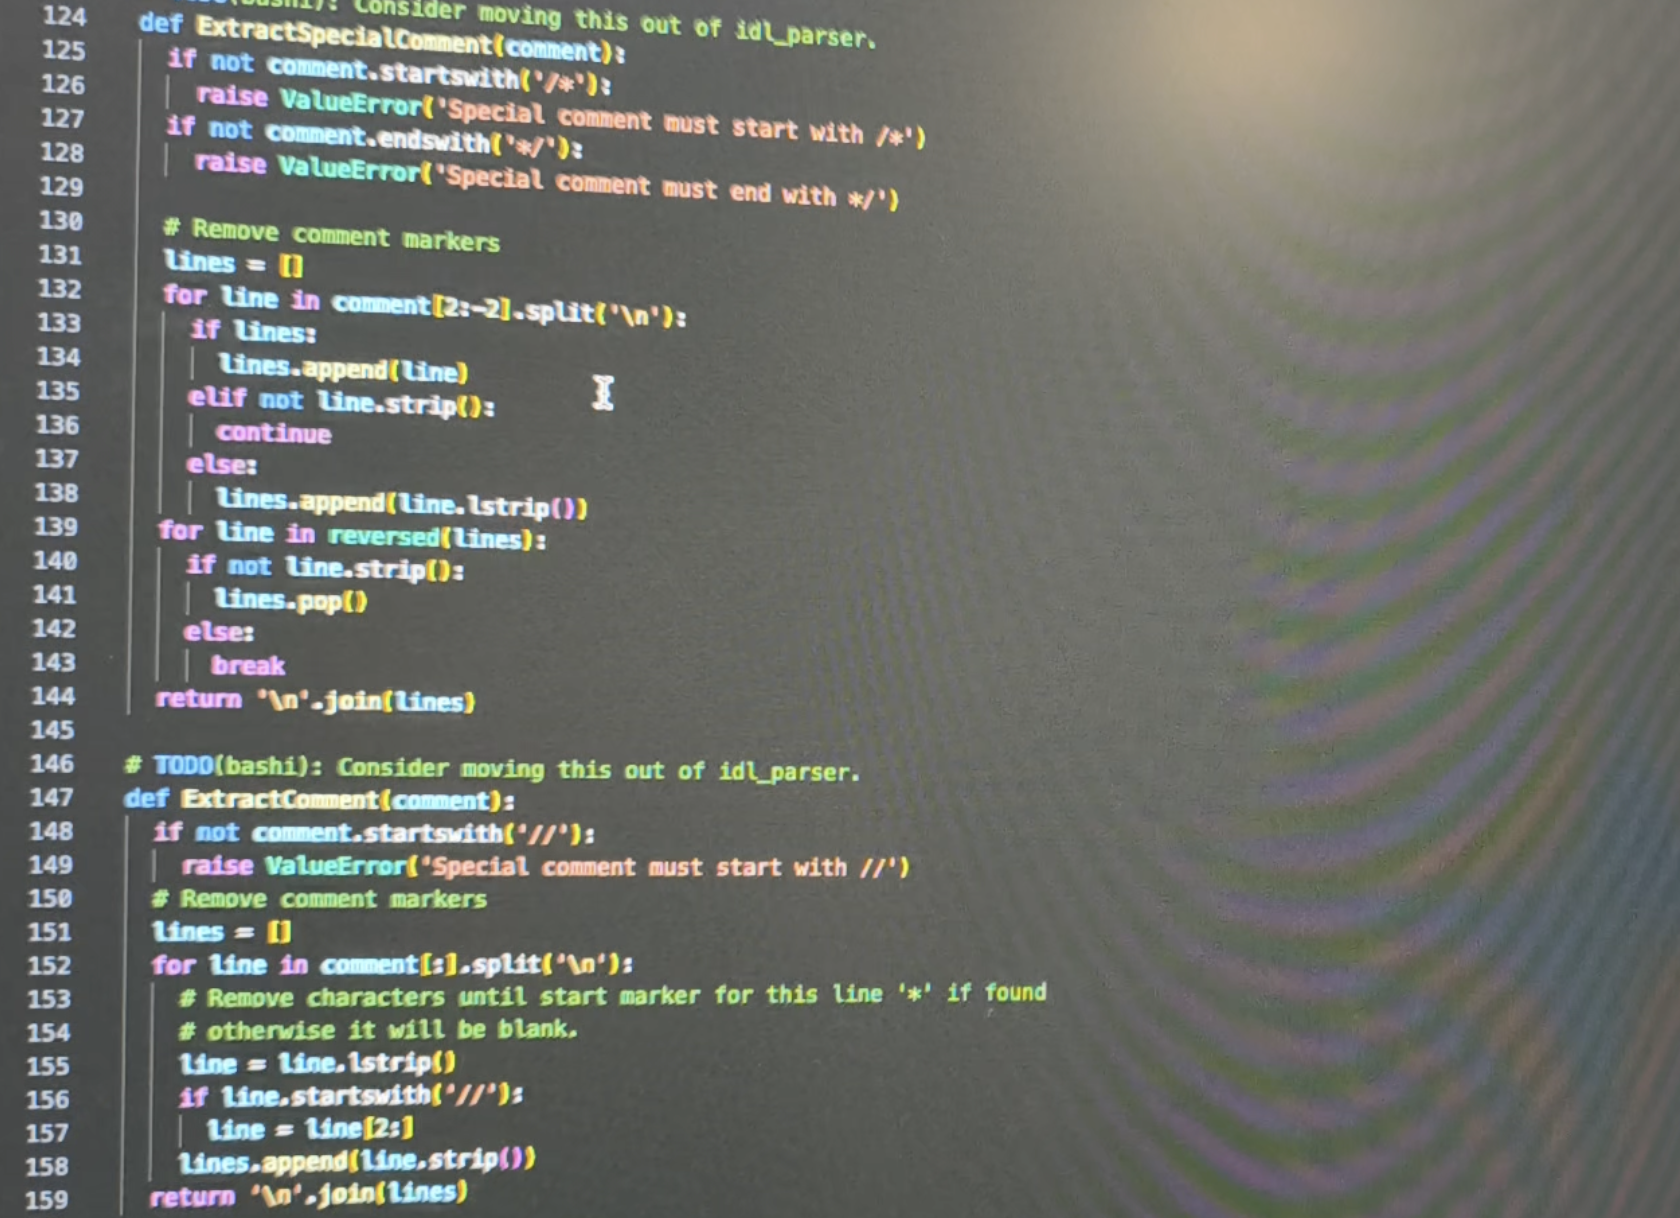 124 Consider moving this out of idl_parser.
125 def ExtractSpecialComment(comment):
126 if not comment.startswith('/*'):
127 raise ValueError('Special comment must start with /*')
128 if not comment.endswith('*/'):
129 raise ValueError('Special comment must end with */')
130
131 # Remove comment markers
132 lines = []
133 for line in comment[2:-2].split('\n'):
134 if lines:
135 lines.append(line)
136 elif not line.strip():
137 continue
138 else:
139 lines.append(line.lstrip())
140 for line in reversed(lines):
141 if not line.strip():
142 lines.pop()
143 else:
144 break
145 return '\n'.join(lines)
146 # TODO(bashi): Consider moving this out of idl_parser.
147 def ExtractComment(comment):
148 if not comment.startswith('//'):
149 raise ValueError('Special comment must start with //')
150 # Remove comment markers
151 lines = []
152 for line in comment[:].split('\n'):
153 # Remove characters until start marker for this line '*' if found
154 # otherwise it will be blank.
155 line = line.lstrip()
156 if line.startswith('//'):
157 line = line[2:]
158 lines.append(line.strip())
159 return '\n'.join(lines)